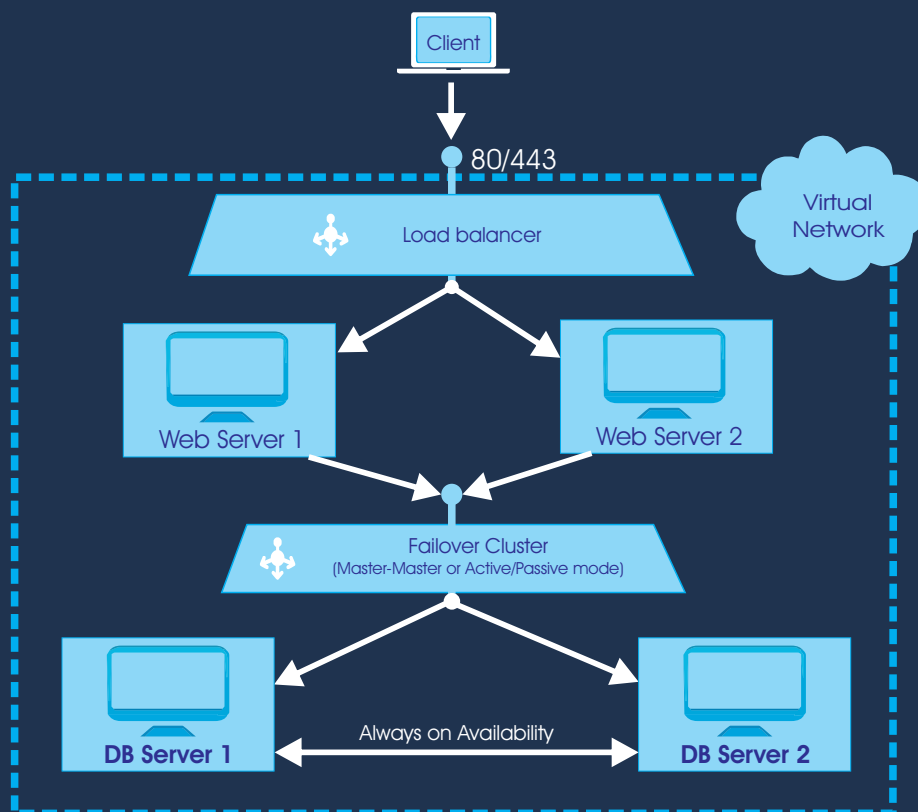 Client
80/443
Virtual
Network
Load balancer
Web Server 1
Web Server 2
Failover Cluster
(Master-Master or Active/Passive mode)
Always on Availability
DB Server 1
DB Server 2